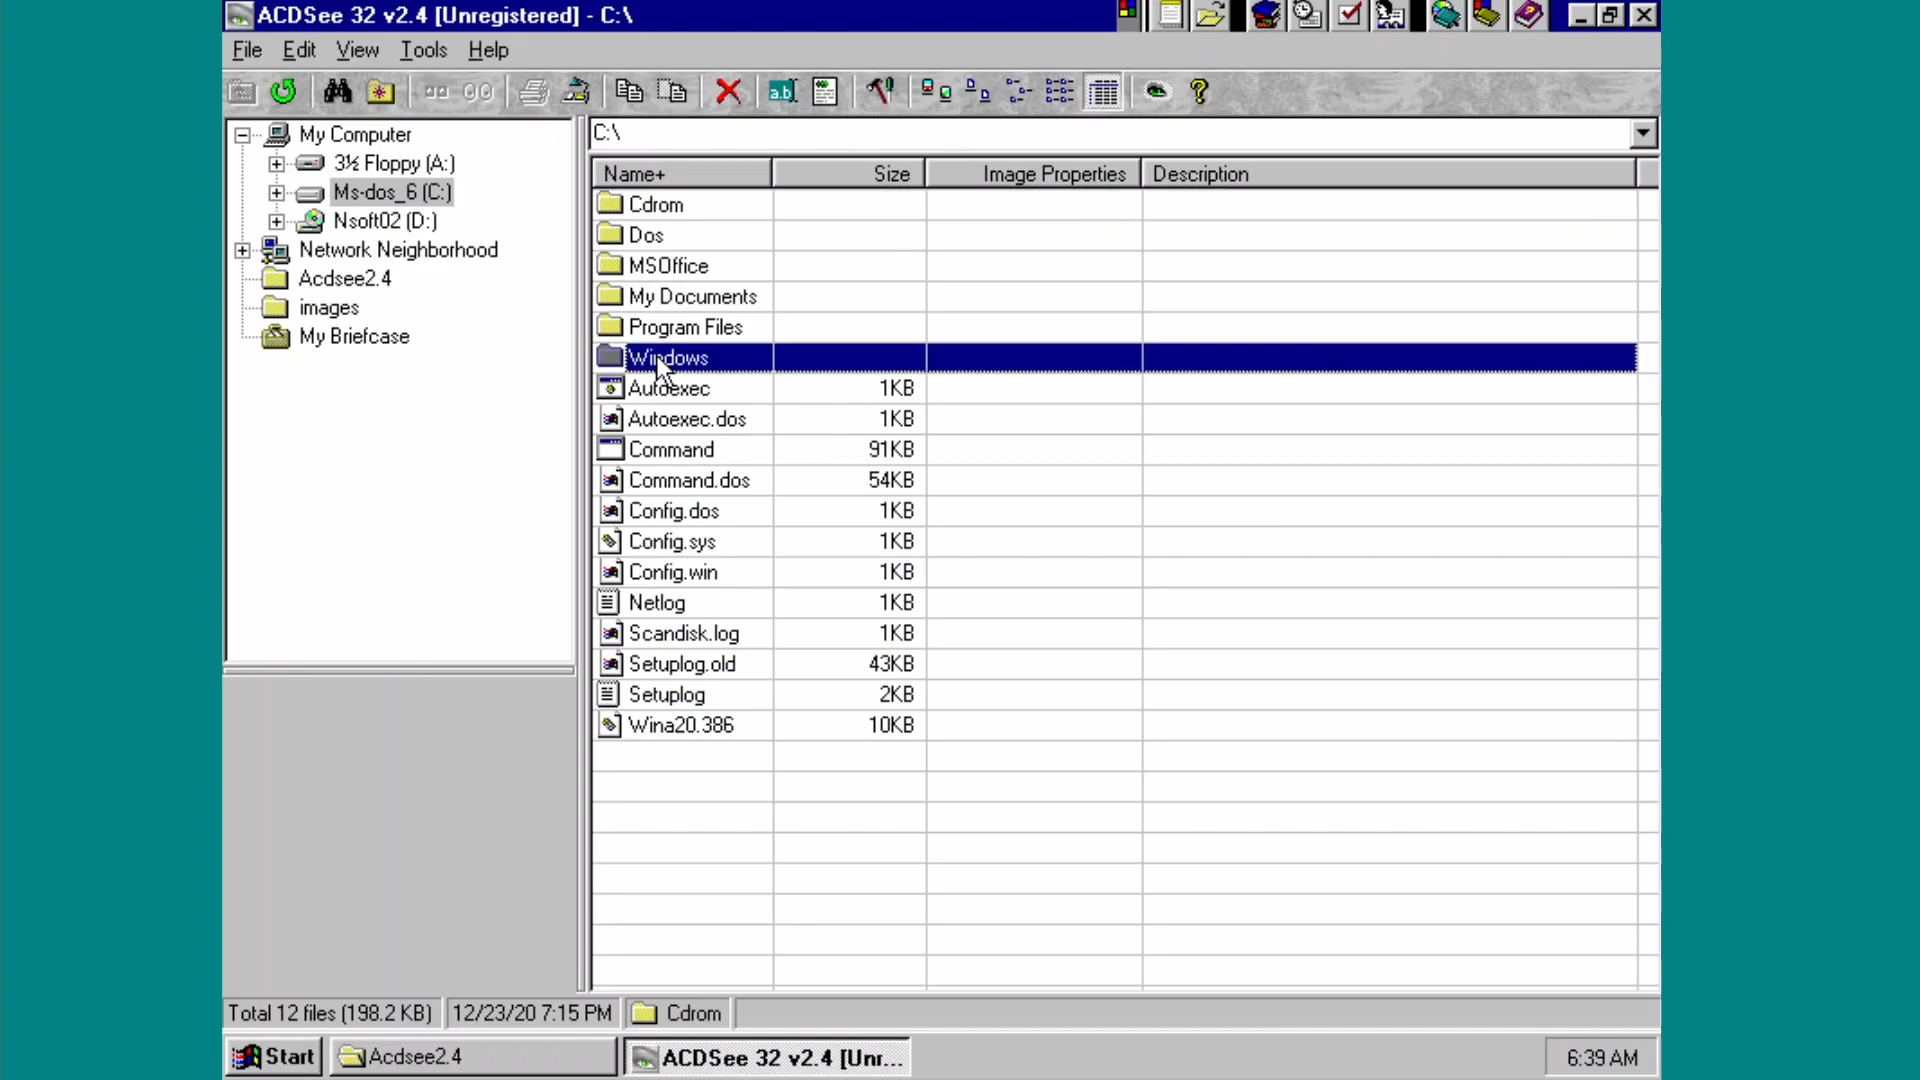 ACDSee 32 v2.4 [Unregistered] - C:\
File Edit View Tools Help
My Computer
3½ Floppy (A:)
Ms-dos_6 (C:)
Nsoft02 (D:)
Network Neighborhood
Acdsee2.4
images
My Briefcase
C:\
Name+ Size Image Properties Description
Cdrom
Dos
MSOffice
My Documents
Program Files
Windows
Autoexec 1KB
Autoexec.dos 1KB
Command 91KB
Command.dos 54KB
Config.dos 1KB
Config.sys 1KB
Config.win 1KB
Netlog 1KB
Scandisk.log 1KB
Setuplog.old 43KB
Setuplog 2KB
Wina20.386 10KB
Total 12 files (198.2 KB) 12/23/20 7:15 PM Cdrom
Start Acdsee2.4 ACDSee 32 v2.4 [Unr... 6:39 AM